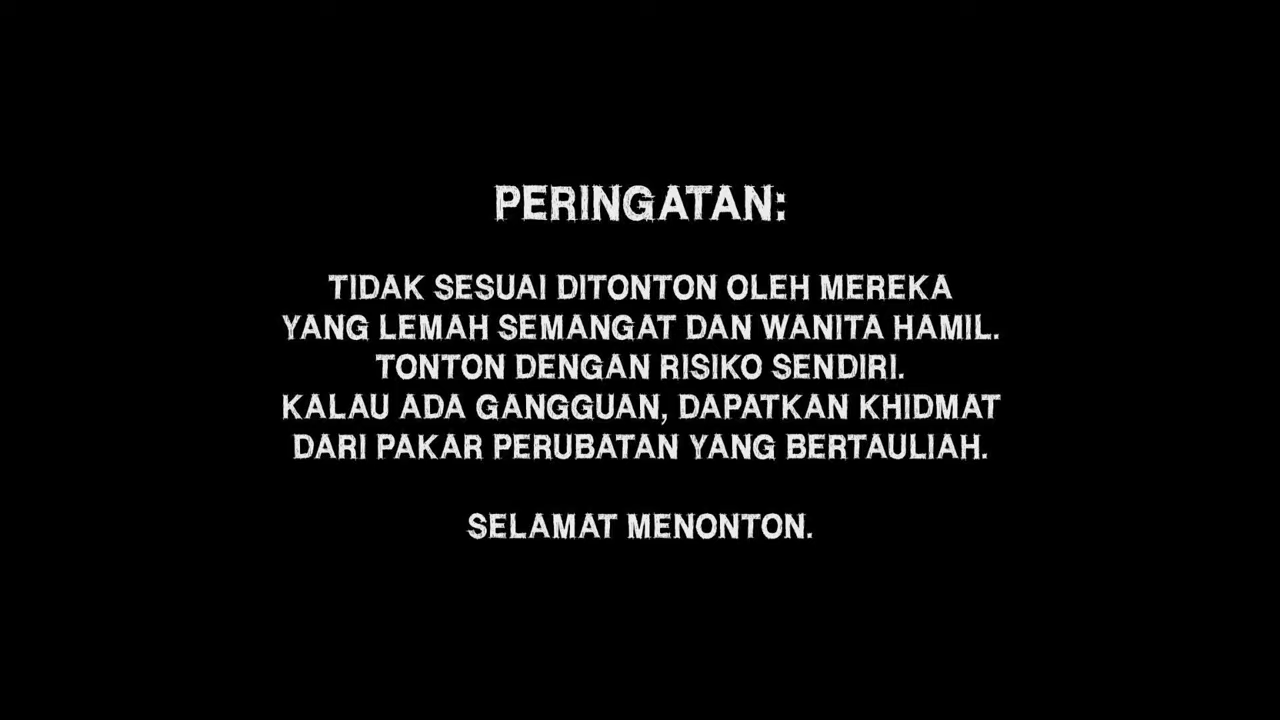 PERINGATAN:
TIDAK SESUAI DITONTON OLEH MEREKA
YANG LEMAH SEMANGAT DAN WANITA HAMIL.
TONTON DENGAN RISIKO SENDIRI.
KALAU ADA GANGGUAN, DAPATKAN KHIDMAT
DARI PAKAR PERUBATAN YANG BERTAULIAH.
SELAMAT MENONTON.